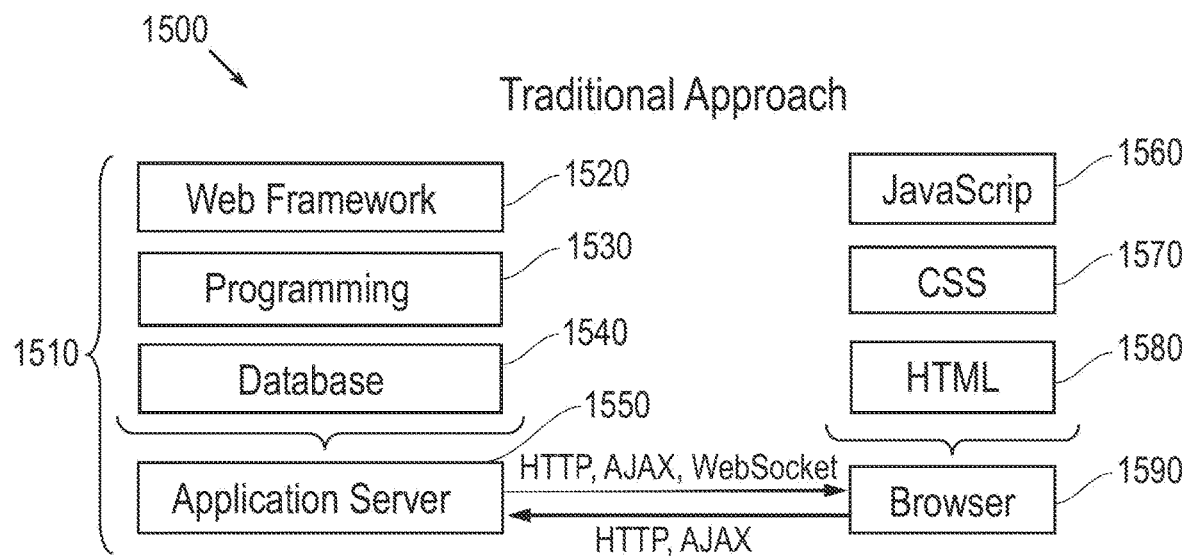 1500
Traditional Approach
1510
Web Framework
1520
Programming
1530
Database
1540
Application Server
1550
HTTP, AJAX, WebSocket
HTTP, AJAX
JavaScrip
1560
CSS
1570
HTML
1580
Browser
1590